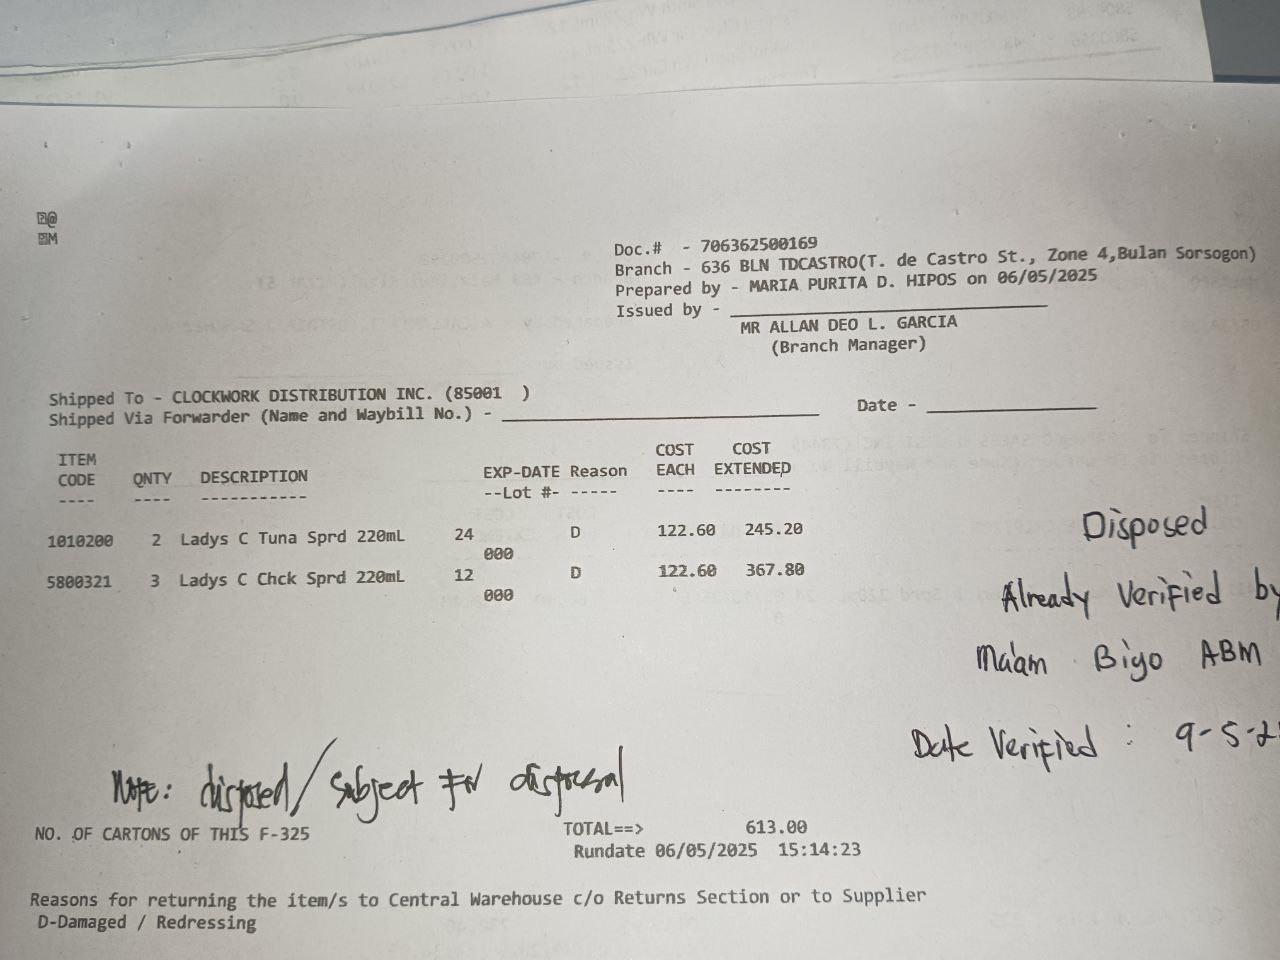 Doc.# - 706362500169
Branch - 636 BLN TDCASTRO(T. de Castro St., Zone 4,Bulan Sorsogon)
Prepared by - MARIA PURITA D. HIPOS on 06/05/2025
Issued by -
MR ALLAN DEO L. GARCIA
(Branch Manager)
Shipped To - CLOCKWORK DISTRIBUTION INC. (85001 )
Shipped Via Forwarder (Name and Waybill No.) - Date -
ITEM COST COST
CODE QNTY DESCRIPTION EXP-DATE Reason EACH EXTENDED
---- ---- ----------- --Lot #- ----- ---- --------
1010200 2 Ladys C Tuna Sprd 220mL 24 D 122.60 245.20
000
5800321 3 Ladys C Chck Sprd 220mL 12 D 122.60 367.80
000
Disposed
Already Verified by
Ma'am Biyo ABM
Date Verified : 9-5-2
Note: disposed/subject for disposal
NO. OF CARTONS OF THIS F-325 TOTAL==> 613.00
Rundate 06/05/2025 15:14:23
Reasons for returning the item/s to Central Warehouse c/o Returns Section or to Supplier
D-Damaged / Redressing